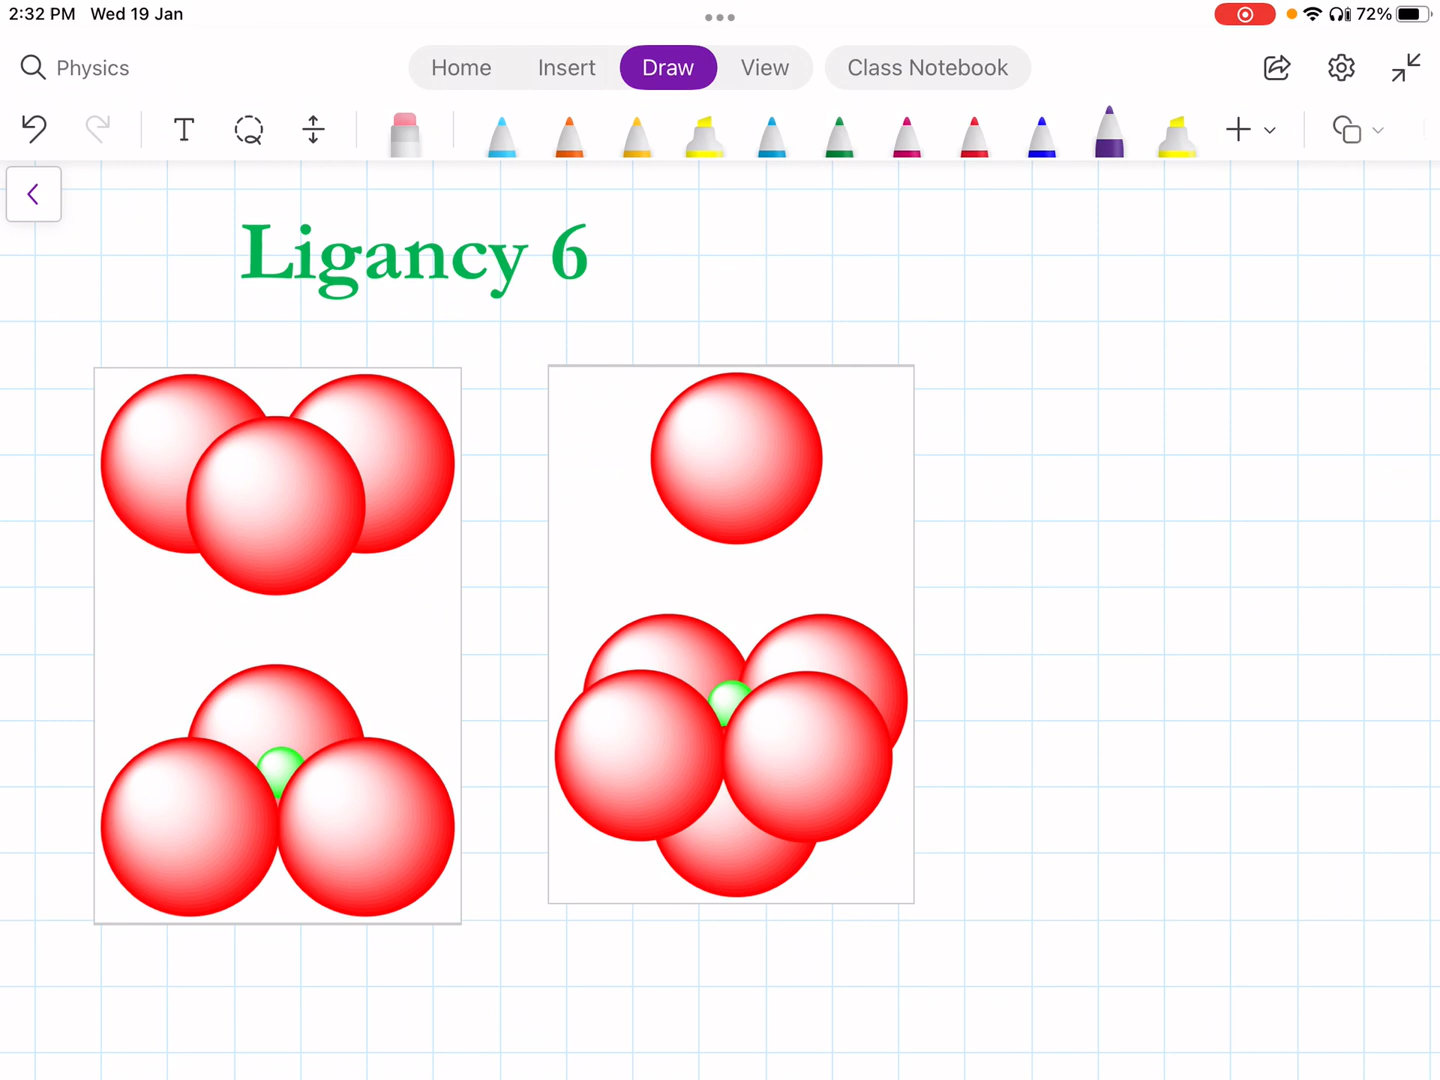 2:32 PM Wed 19 Jan 72%
Physics Home Insert Draw View Class Notebook
T
Ligancy 6